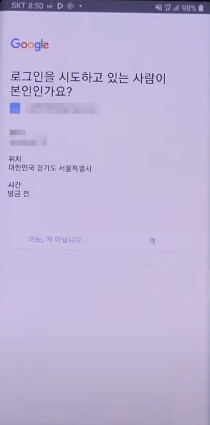 SKT 8:50
98%
Google
로그인을 시도하고 있는 사람이
본인인가요?
위치
대한민국 경기도 서울특별시
시간
방금 전
아뇨, 저 아닙니다
예